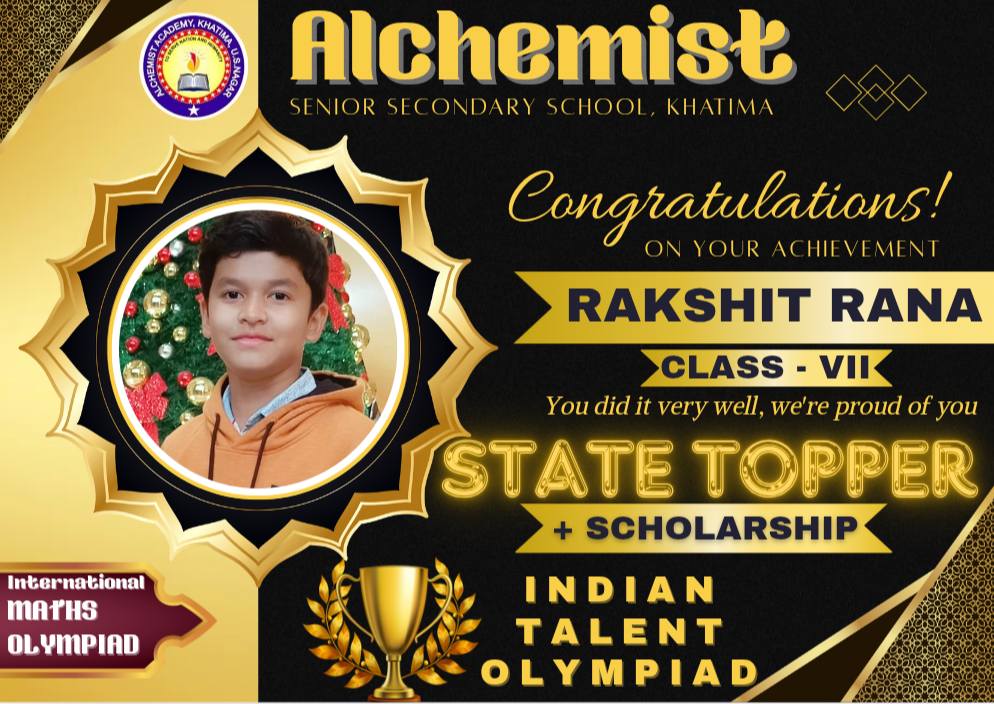 ALCHEMIST ACADEMY, KHATIMA, U.S.NAGAR
Alchemist
SENIOR SECONDARY SCHOOL, KHATIMA
Congratulations!
ON YOUR ACHIEVEMENT
RAKSHIT RANA
CLASS - VII
You did it very well, we're proud of you
STATE TOPPER
+ SCHOLARSHIP
International
MATHS
OLYMPIAD
INDIAN
TALENT
OLYMPIAD